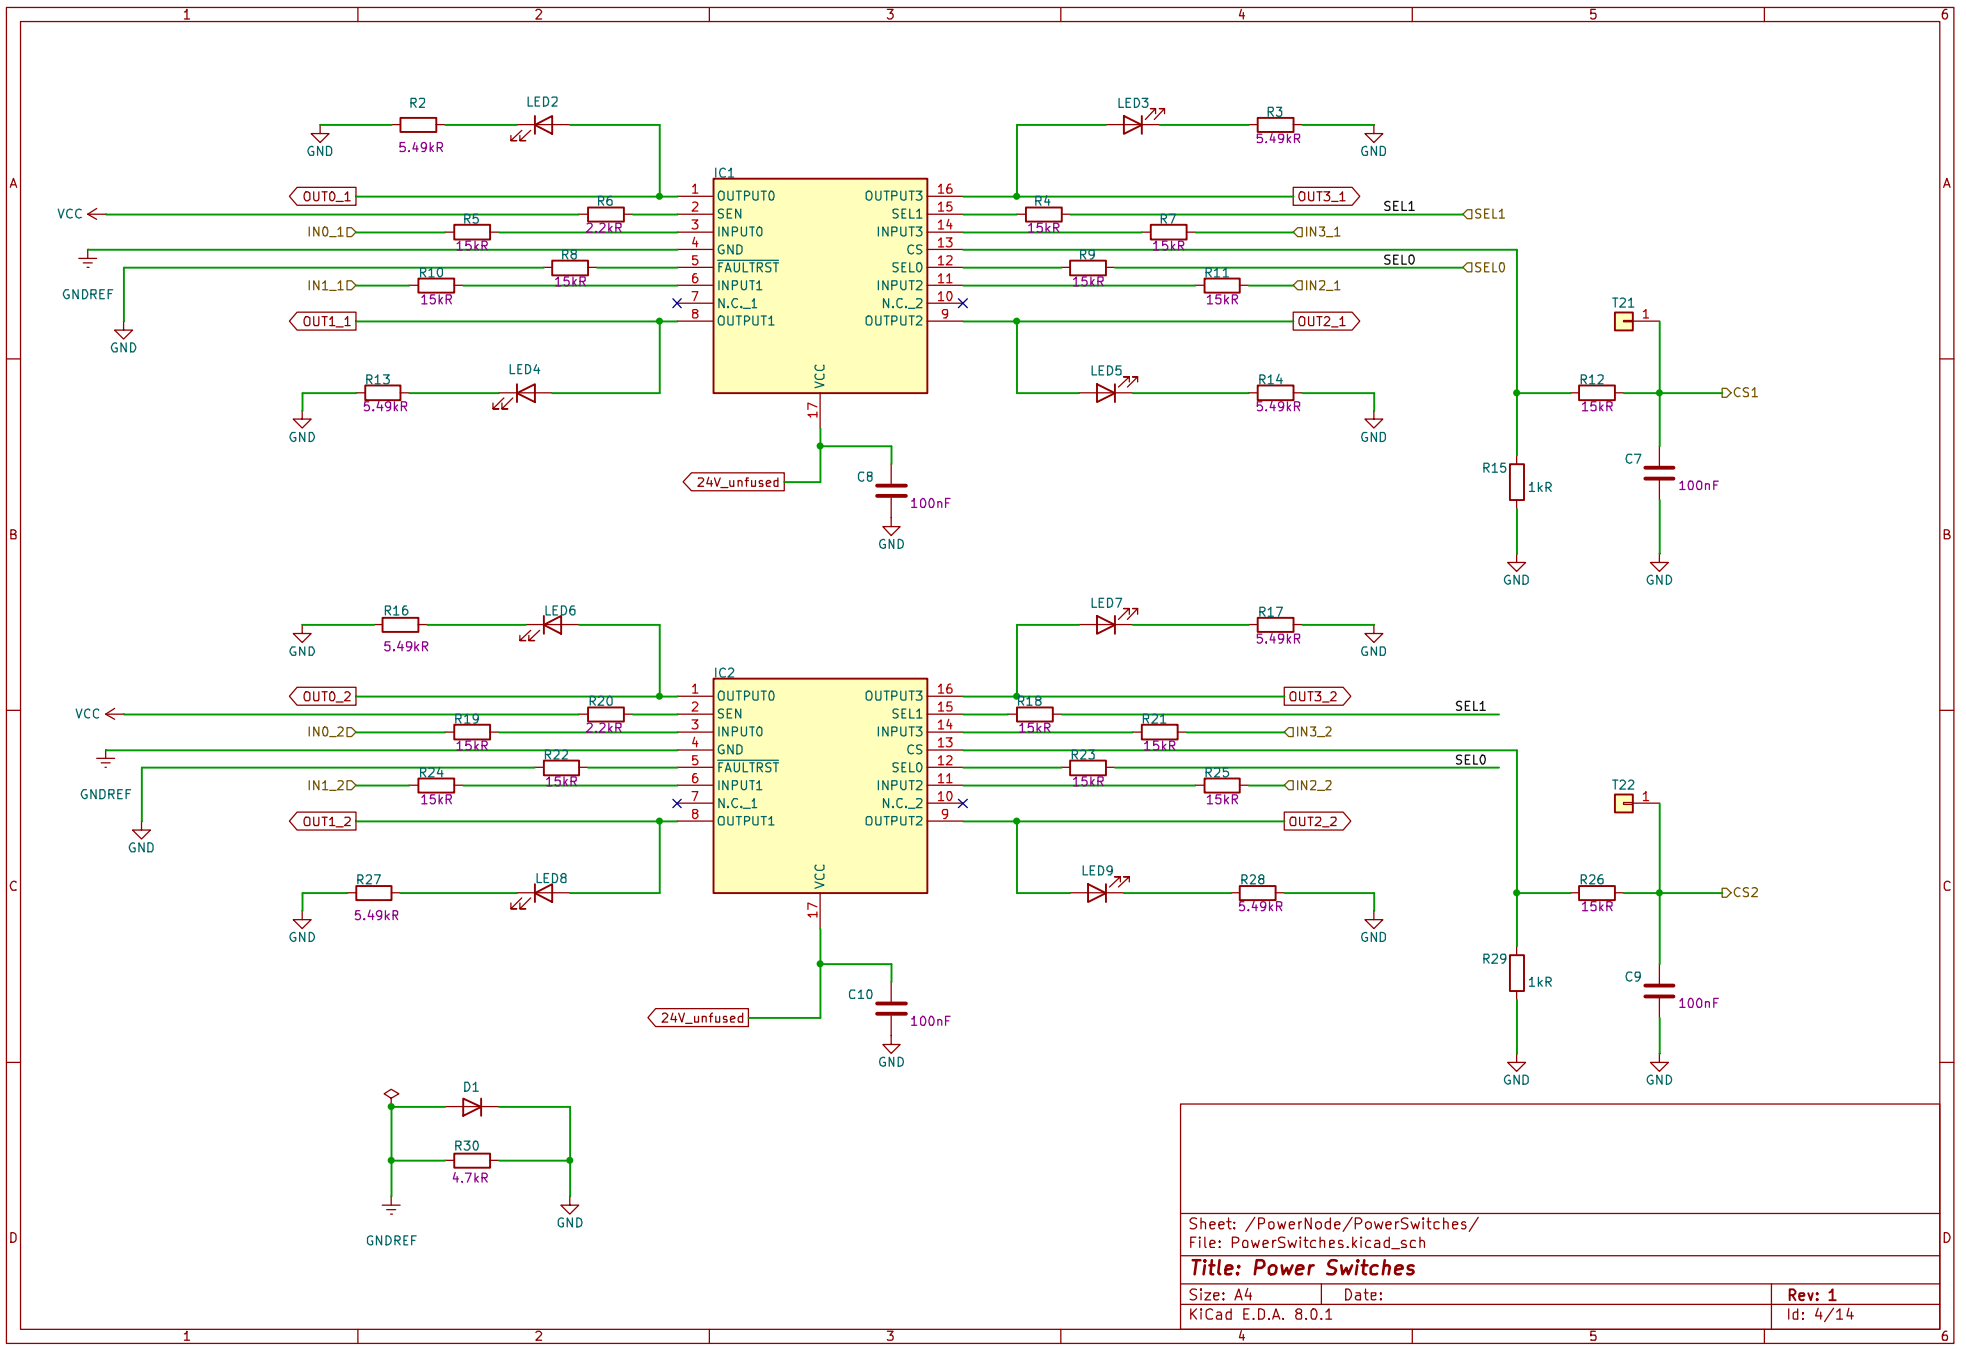 1 2 3 4 5 6
A A
B B
C C
D D
R2
5.49kR
GND
LED2
LED3
R3
5.49kR
GND
IC1
OUT0_1
1 OUTPUT0
OUTPUT3 16
OUT3_1
VCC
R6
2.2kR
2 SEN
SEL1 15
R4
15kR
SEL1
SEL1
IN0_1
R5
15kR
3 INPUT0
INPUT3 14
R7
15kR
IN3_1
GNDREF
4 GND
CS 13
R8
15kR
5 FAULTRST
SEL0 12
R9
15kR
SEL0
SEL0
IN1_1
R10
15kR
6 INPUT1
INPUT2 11
R11
15kR
IN2_1
7 N.C._1
N.C._2 10
GND
OUT1_1
8 OUTPUT1
OUTPUT2 9
OUT2_1
T21
1
VCC
17
R13
5.49kR
GND
LED4
LED5
R14
5.49kR
GND
R12
15kR
CS1
24V_unfused
C8
100nF
GND
R15
1kR
GND
C7
100nF
GND
R16
5.49kR
GND
LED6
LED7
R17
5.49kR
GND
IC2
OUT0_2
1 OUTPUT0
OUTPUT3 16
OUT3_2
VCC
R20
2.2kR
2 SEN
SEL1 15
R18
15kR
SEL1
IN0_2
R19
15kR
3 INPUT0
INPUT3 14
R21
15kR
IN3_2
GNDREF
4 GND
CS 13
R22
15kR
5 FAULTRST
SEL0 12
R23
15kR
SEL0
IN1_2
R24
15kR
6 INPUT1
INPUT2 11
R25
15kR
IN2_2
7 N.C._1
N.C._2 10
GND
OUT1_2
8 OUTPUT1
OUTPUT2 9
OUT2_2
T22
1
VCC
17
R27
5.49kR
GND
LED8
LED9
R28
5.49kR
GND
R26
15kR
CS2
24V_unfused
C10
100nF
GND
R29
1kR
GND
C9
100nF
GND
D1
R30
4.7kR
GNDREF
GND
Sheet: /PowerNode/PowerSwitches/
File: PowerSwitches.kicad_sch
Title: Power Switches
Size: A4 Date: Rev: 1
KiCad E.D.A. 8.0.1 Id: 4/14
1 2 3 4 5 6